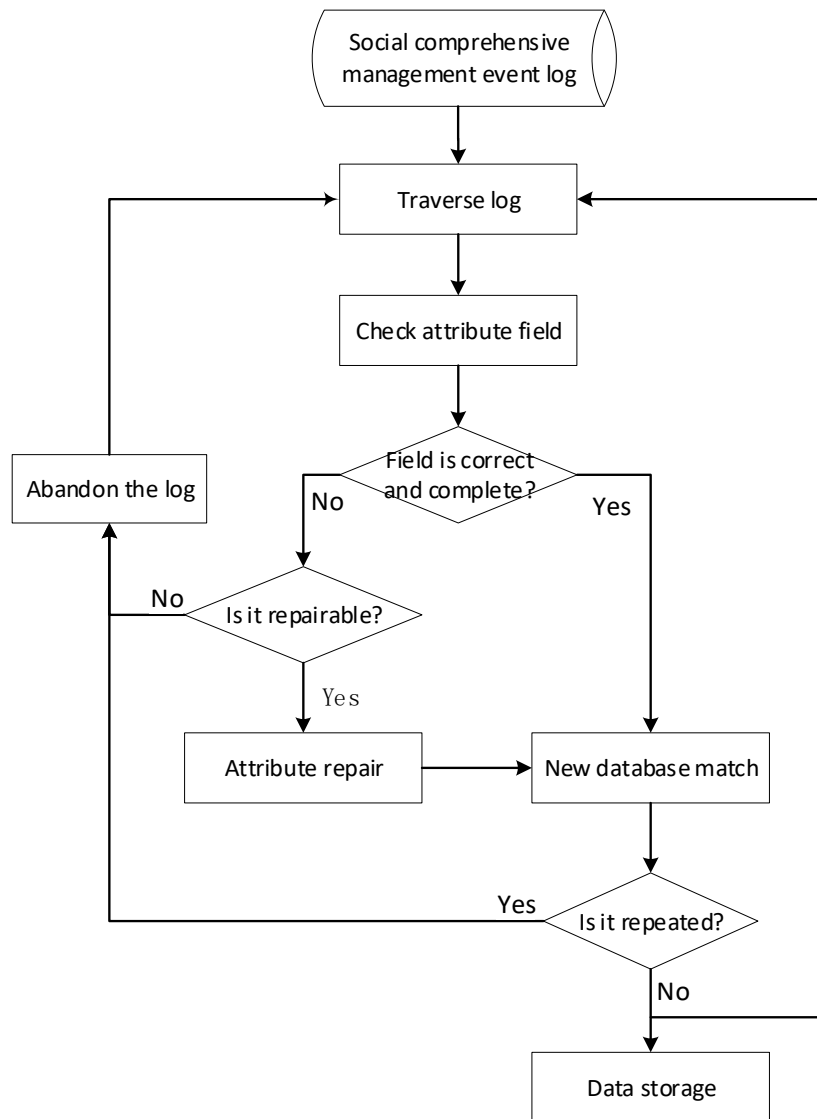 Social comprehensive
management event log
Traverse log
Check attribute field
Field is correct
and complete?
No
Yes
Abandon the log
No
Is it repairable?
Yes
Attribute repair
New database match
Yes
Is it repeated?
No
Data storage